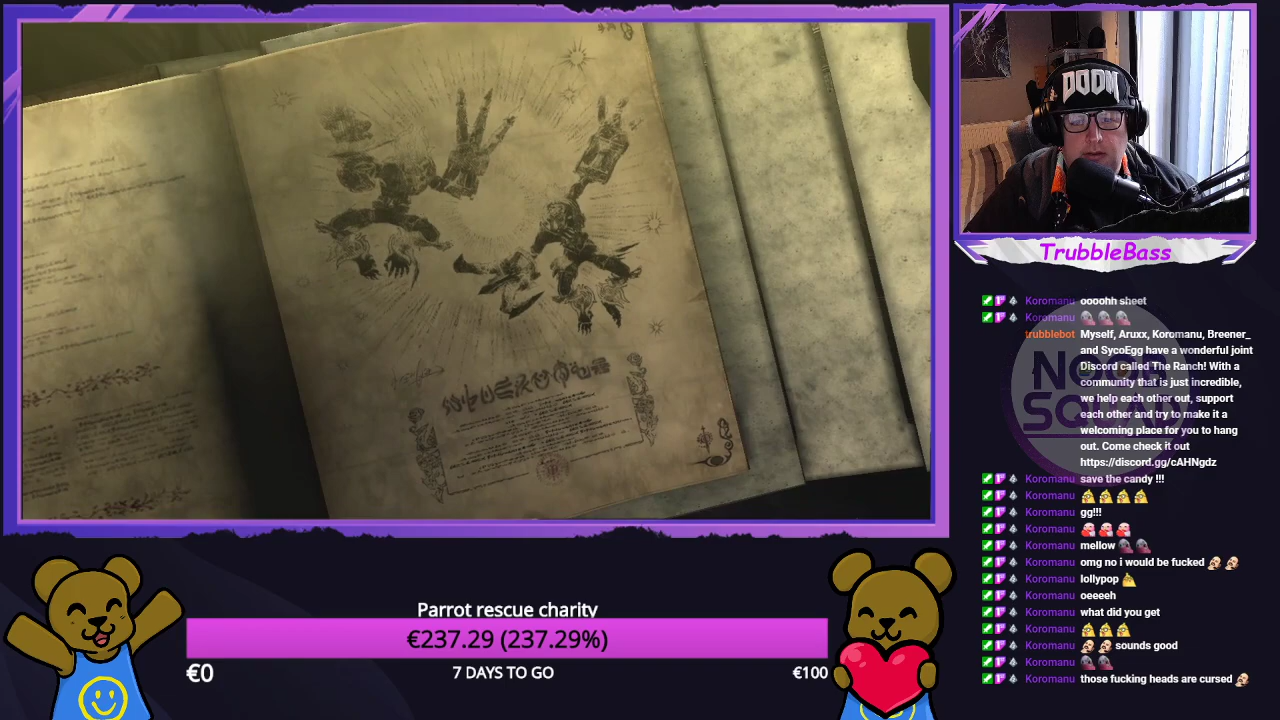 DOOM
TrubbleBass
Koromanu oooohh sheet
Koromanu
trubblebot Myself, Aruxx, Koromanu, Breener_
and SycoEgg have a wonderful joint
Discord called The Ranch! With a
community that is just incredible,
we help each other out, support
each other and try to make it a
welcoming place for you to hang
out. Come check it out
https://discord.gg/cAHNgdz
NOOB
SQUAD
Koromanu save the candy !!!
Koromanu
Koromanu gg!!!
Koromanu
Koromanu mellow
Koromanu omg no i would be fucked
Koromanu lollypop
Koromanu oeeeeh
Koromanu what did you get
Koromanu
Koromanu sounds good
Koromanu
Koromanu those fucking heads are cursed
Parrot rescue charity
€237.29 (237.29%)
€0
7 DAYS TO GO
€100